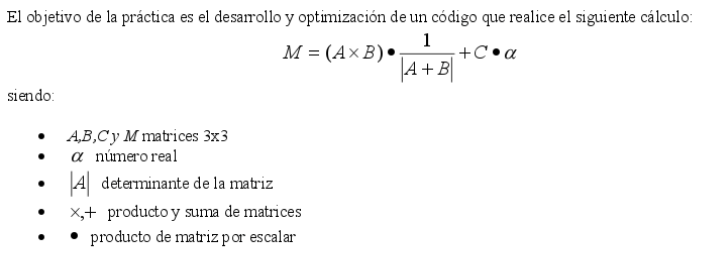 El objetivo de la práctica es el desarrollo y optimización de un código que realice el siguiente cálculo:
M = (A × B) • 1/|A + B| + C • α
siendo:
• A,B,C y M matrices 3x3
• α número real
• |A| determinante de la matriz
• ×,+ producto y suma de matrices
• • producto de matriz por escalar